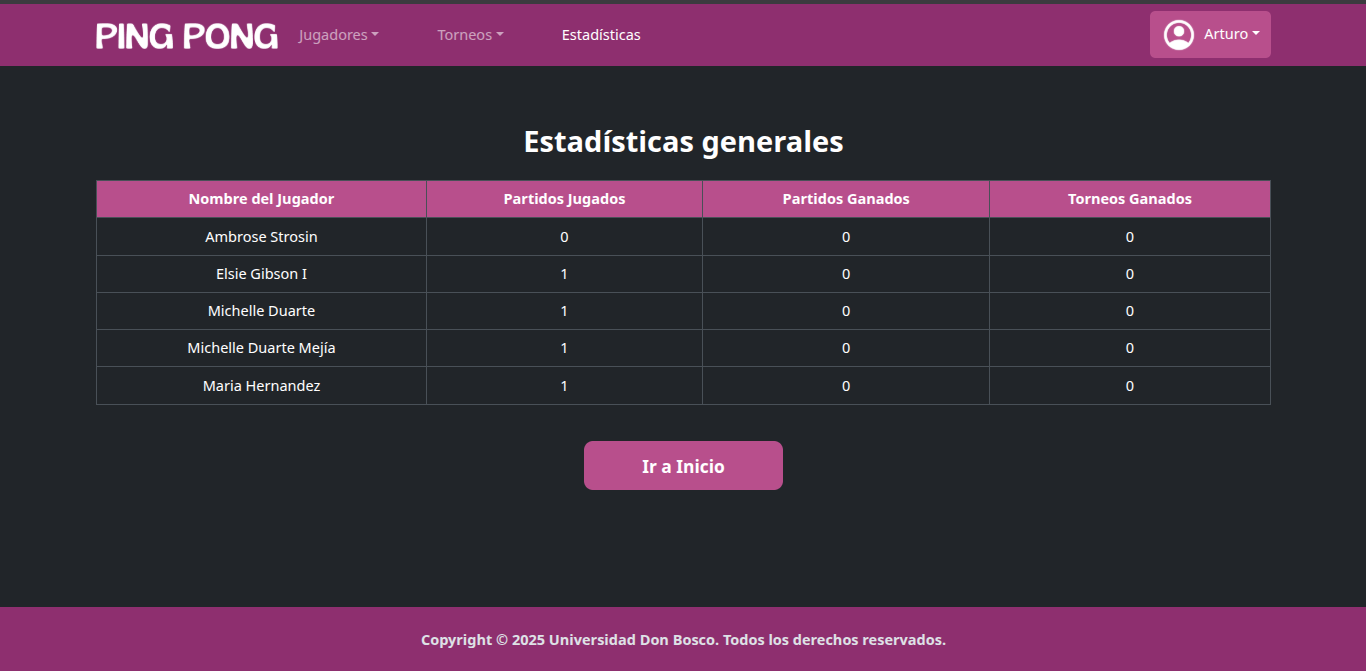 PING PONG Jugadores Torneos Estadísticas Arturo
Estadísticas generales
Nombre del Jugador Partidos Jugados Partidos Ganados Torneos Ganados
Ambrose Strosin 0 0 0
Elsie Gibson I 1 0 0
Michelle Duarte 1 0 0
Michelle Duarte Mejía 1 0 0
Maria Hernandez 1 0 0
Ir a Inicio
Copyright © 2025 Universidad Don Bosco. Todos los derechos reservados.